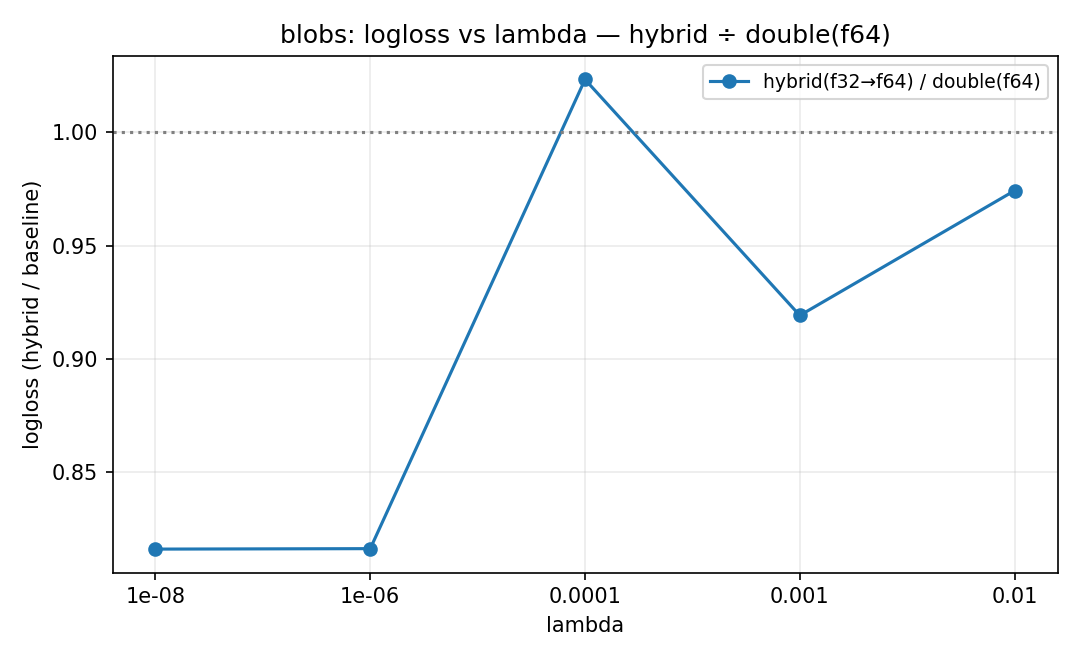 blobs: logloss vs lambda — hybrid ÷ double(f64)
hybrid(f32→f64) / double(f64)
logloss (hybrid / baseline)
1.00
0.95
0.90
0.85
1e-08
1e-06
0.0001
0.001
0.01
lambda